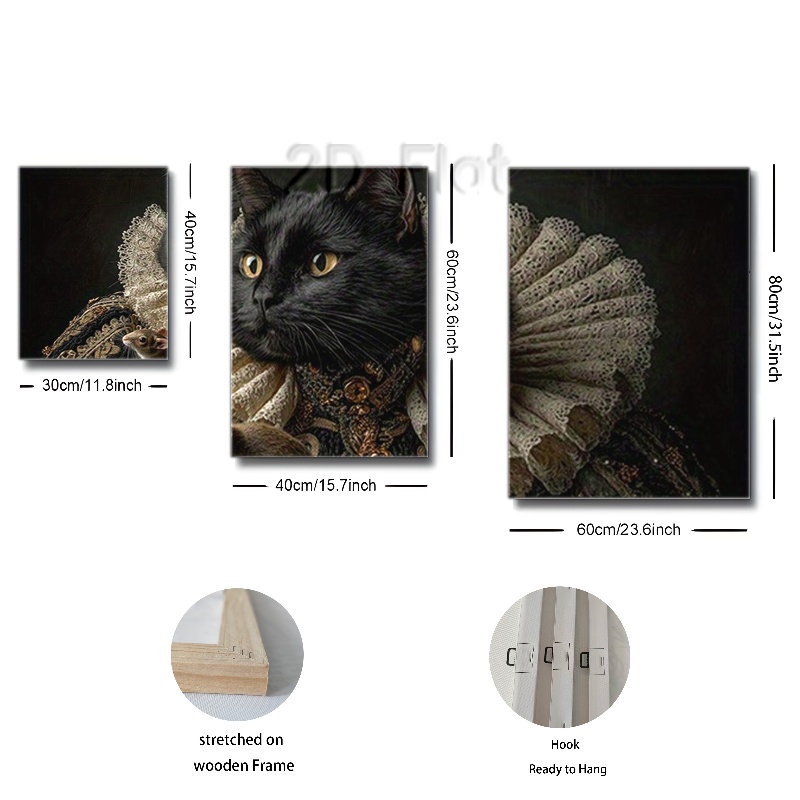 2D Flat
40cm/15.7inch
30cm/11.8inch
60cm/23.6inch
40cm/15.7inch
80cm/31.5inch
60cm/23.6inch
stretched on
wooden Frame
Hook
Ready to Hang